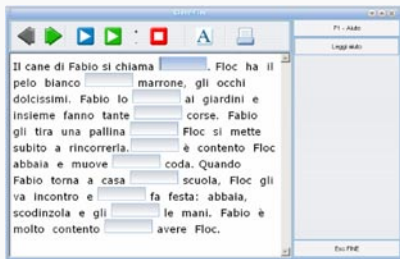 F1 - Aiuto
Leggi aiuto
A
Il cane di Fabio si chiama . Floc ha il
pelo bianco marrone, gli occhi
dolcissimi. Fabio lo ai giardini e
insieme fanno tante corse. Fabio
gli tira una pallina Floc si mette
subito a rincorrerla. è contento Floc
abbaia e muove coda. Quando
Fabio torna a casa scuola, Floc gli
va incontro e fa festa: abbaia,
scodinzola e gli le mani. Fabio è
molto contento avere Floc.
Esc FINE